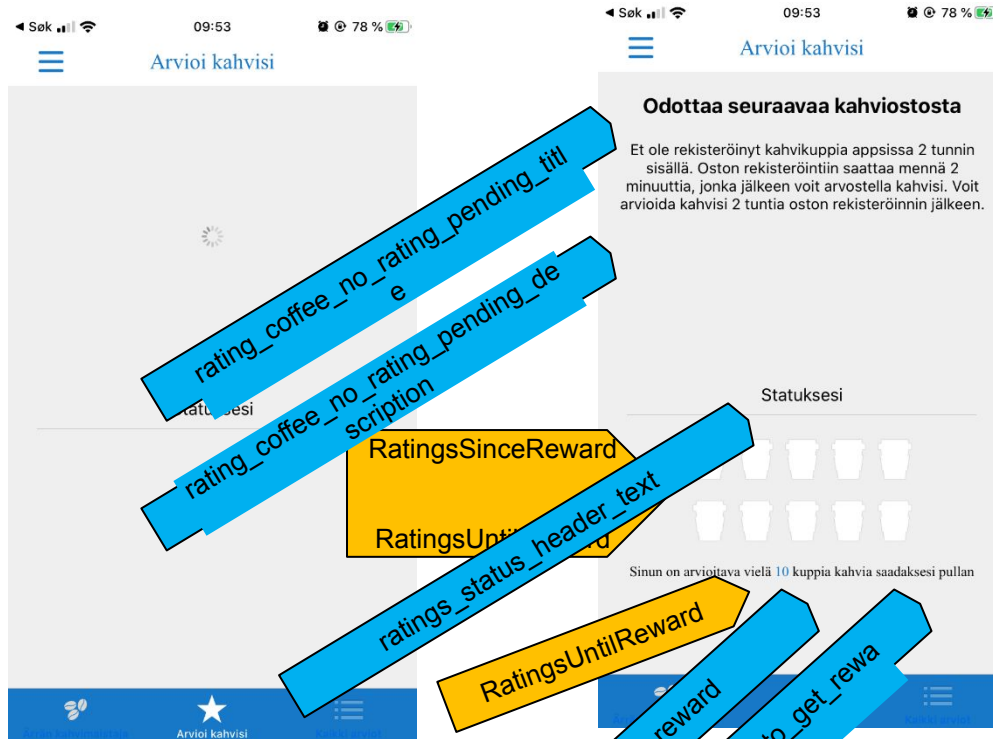 ◀ Søk
09:53
78 %
Arvioi kahvisi
Statuksesi
Arvioi kahvisi
rating_coffee_no_rating_pending_titl
e
rating_coffee_no_rating_pending_de
scription
RatingsSinceReward
ratings_status_header_text
RatingsUntilReward
reward
to_get_rewa
◀ Søk
09:53
78 %
Arvioi kahvisi
Odottaa seuraavaa kahviostosta
Et ole rekisteröinyt kahvikuppia appsissa 2 tunnin
sisällä. Oston rekisteröintiin saattaa mennä 2
minuuttia, jonka jälkeen voit arvostella kahvisi. Voit
arvioida kahvisi 2 tuntia oston rekisteröinnin jälkeen.
Statuksesi
Sinun on arvioitava vielä 10 kuppia kahvia saadaksesi pullan